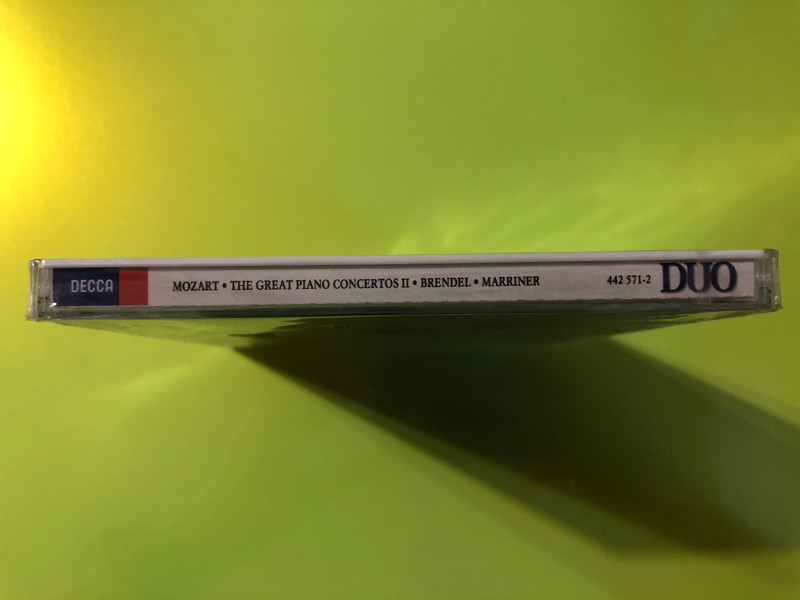 DECCA MOZART • THE GREAT PIANO CONCERTOS II • BRENDEL • MARRINER 442 571-2 DUO